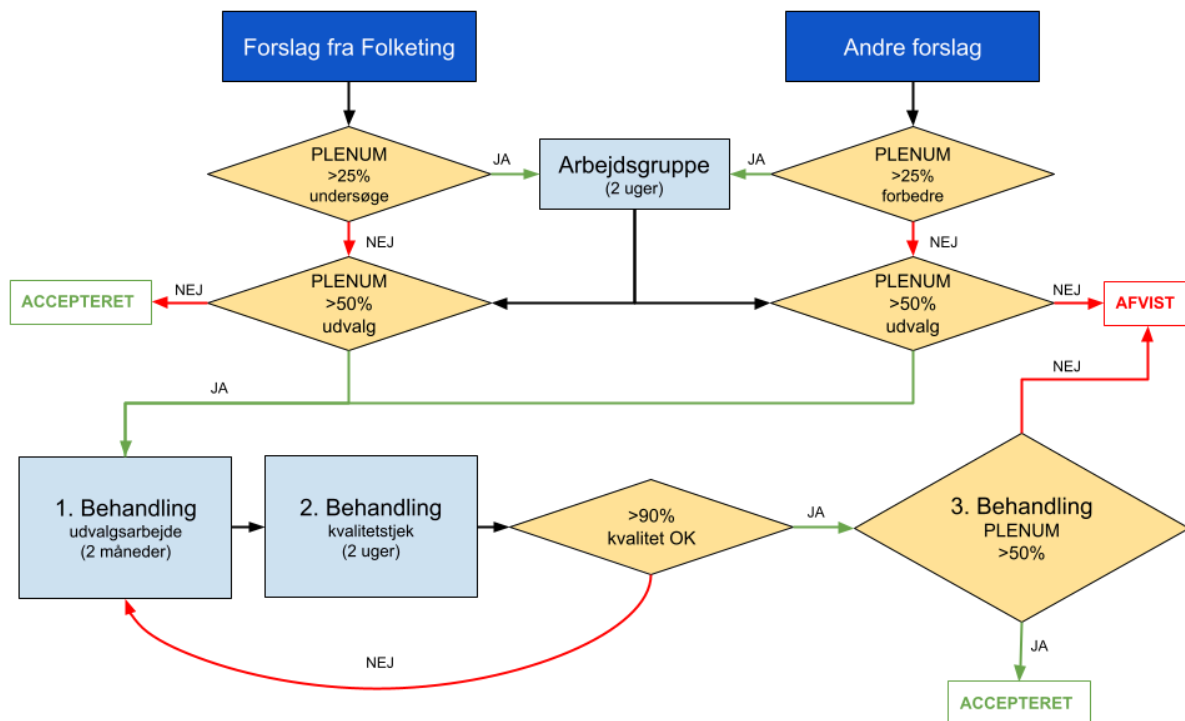 Forslag fra Folketing
Andre forslag
PLENUM
>25%
undersøge
JA
Arbejdsgruppe
(2 uger)
JA
PLENUM
>25%
forbedre
NEJ
NEJ
ACCEPTERET
NEJ
PLENUM
>50%
udvalg
PLENUM
>50%
udvalg
NEJ
AFVIST
JA
NEJ
1. Behandling
udvalgsarbejde
(2 måneder)
2. Behandling
kvalitetstjek
(2 uger)
>90%
kvalitet OK
JA
3. Behandling
PLENUM
>50%
NEJ
JA
ACCEPTERET